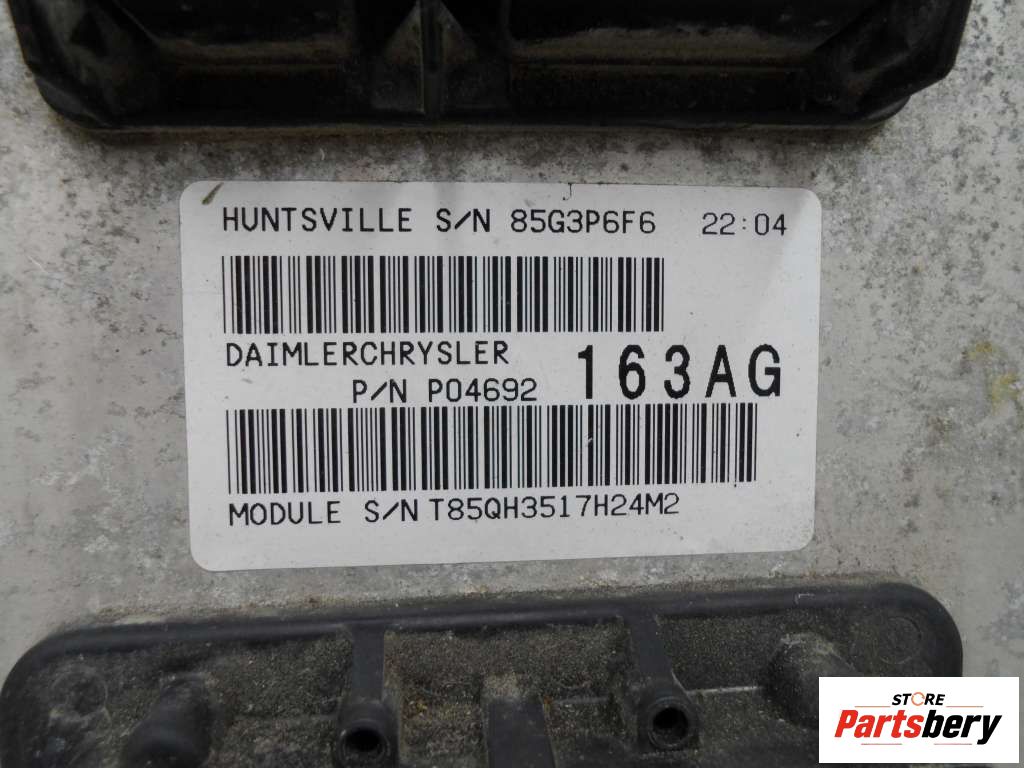 HUNTSVILLE S/N 85G3P6F6 22:04
DAIMLERCHRYSLER
P/N P04692 163AG
MODULE S/N T85QH3517H24M2
STORE
Partsbery